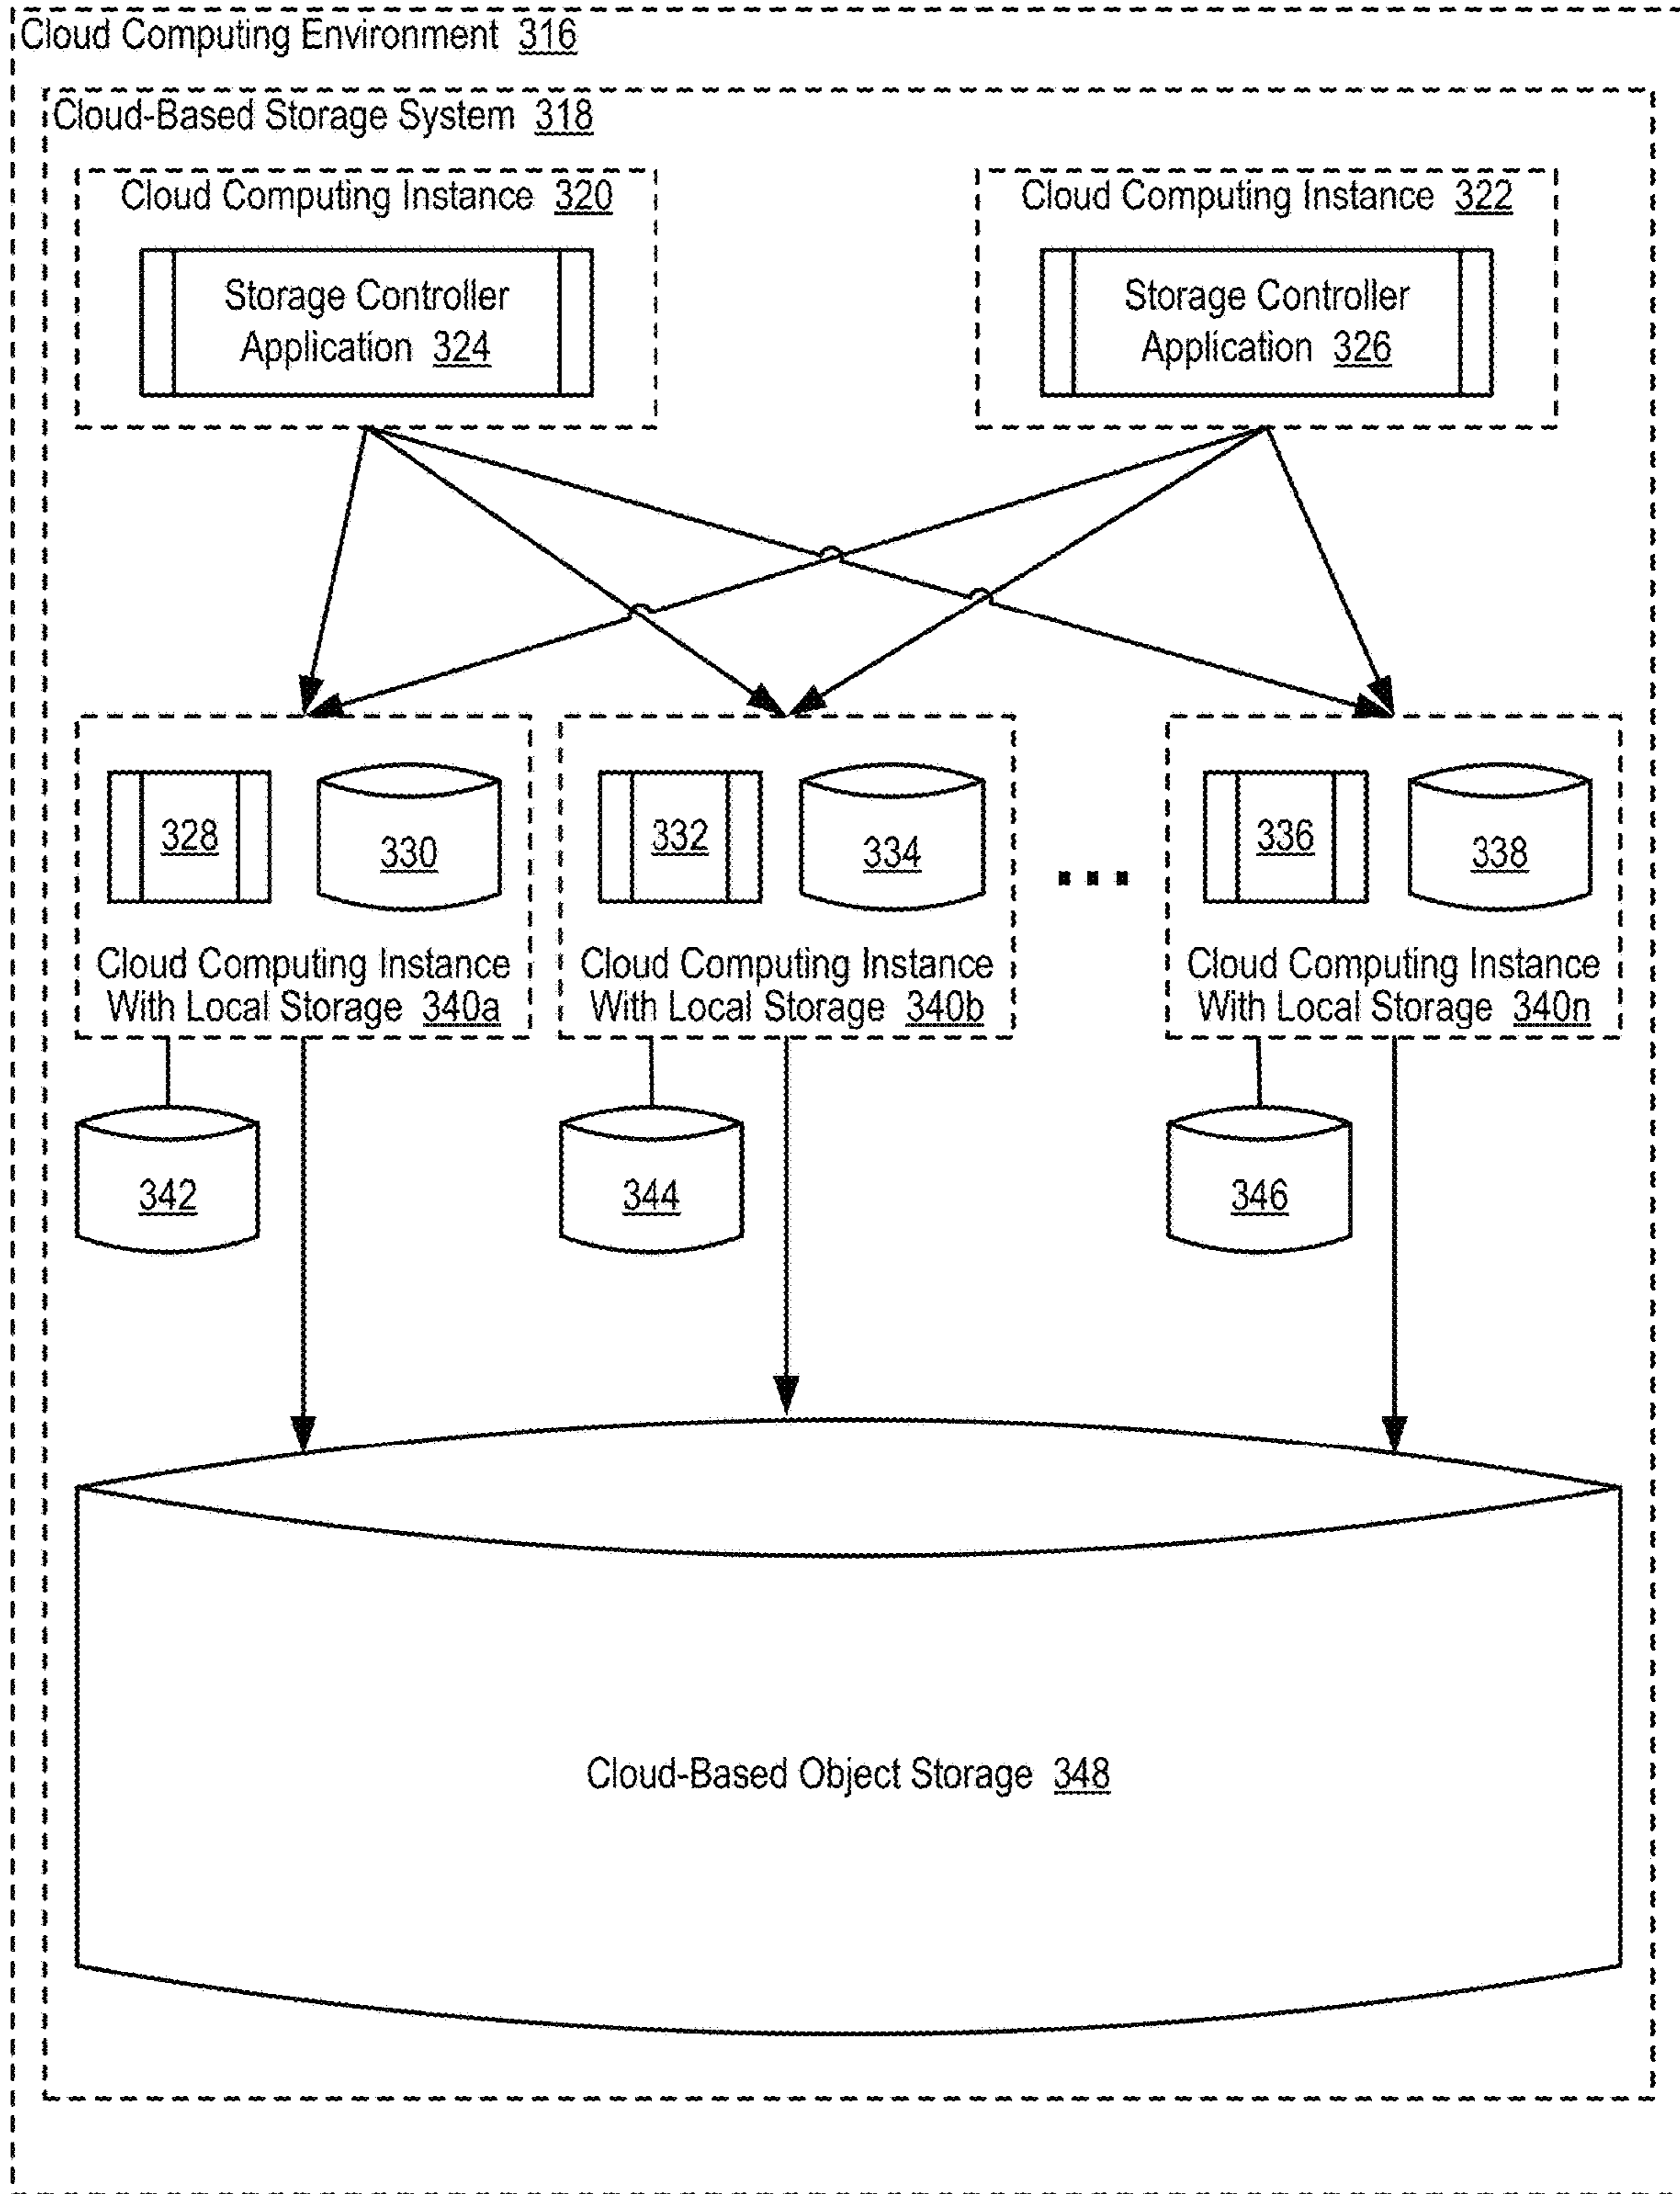 Cloud Computing Environment 316
Cloud-Based Storage System 318
Cloud Computing Instance 320
Storage Controller
Application 324
Cloud Computing Instance 322
Storage Controller
Application 326
328
330
Cloud Computing Instance
With Local Storage 340a
332
334
Cloud Computing Instance
With Local Storage 340b
...
336
338
Cloud Computing Instance
With Local Storage 340n
342
344
346
Cloud-Based Object Storage 348